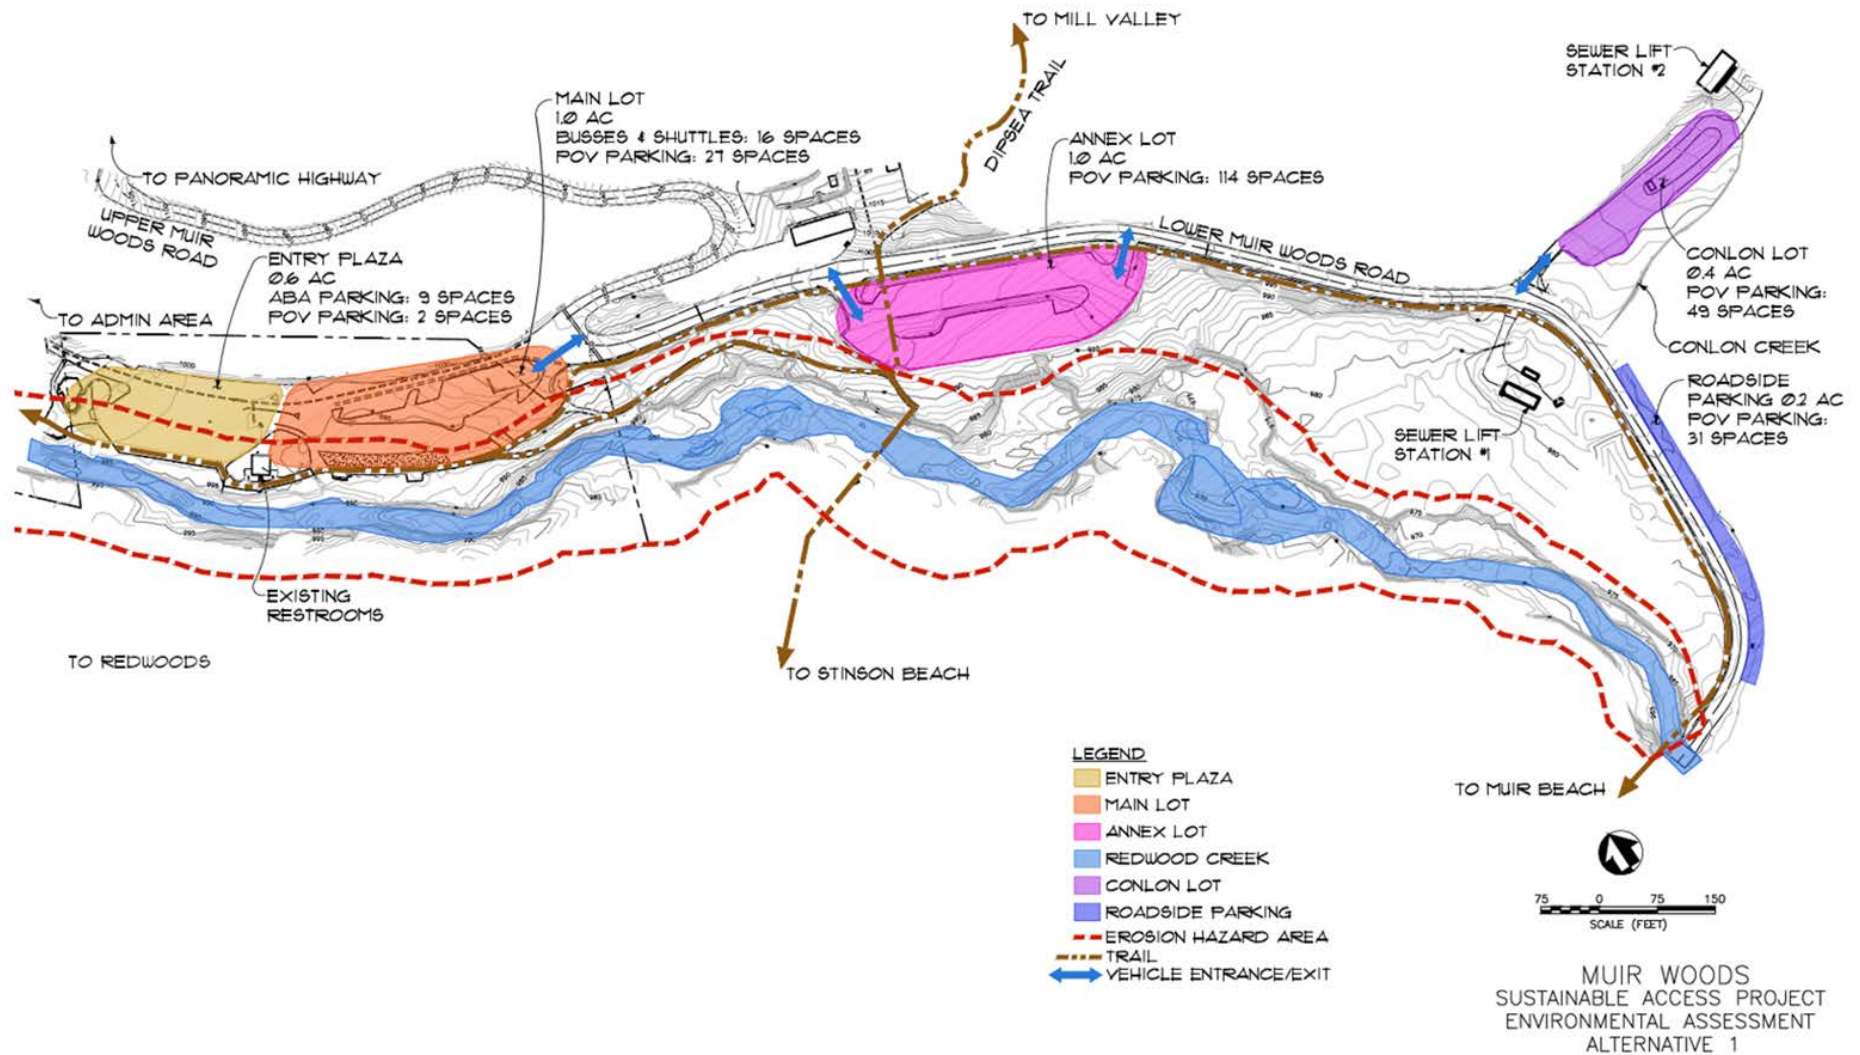 TO MILL VALLEY
DIPSEA TRAIL
SEWER LIFT
STATION #2
MAIN LOT
1.0 AC
BUSSES & SHUTTLES: 16 SPACES
POV PARKING: 27 SPACES
ANNEX LOT
1.0 AC
POV PARKING: 114 SPACES
TO PANORAMIC HIGHWAY
UPPER MUIR
WOODS ROAD
LOWER MUIR WOODS ROAD
ENTRY PLAZA
0.6 AC
ABA PARKING: 9 SPACES
POV PARKING: 2 SPACES
CONLON LOT
0.4 AC
POV PARKING:
49 SPACES
TO ADMIN AREA
CONLON CREEK
ROADSIDE
PARKING 0.2 AC
POV PARKING:
31 SPACES
SEWER LIFT
STATION #1
EXISTING
RESTROOMS
TO REDWOODS
TO STINSON BEACH
TO MUIR BEACH
LEGEND
ENTRY PLAZA
MAIN LOT
ANNEX LOT
REDWOOD CREEK
CONLON LOT
ROADSIDE PARKING
EROSION HAZARD AREA
TRAIL
VEHICLE ENTRANCE/EXIT
75 0 75 150
SCALE (FEET)
MUIR WOODS
SUSTAINABLE ACCESS PROJECT
ENVIRONMENTAL ASSESSMENT
ALTERNATIVE 1